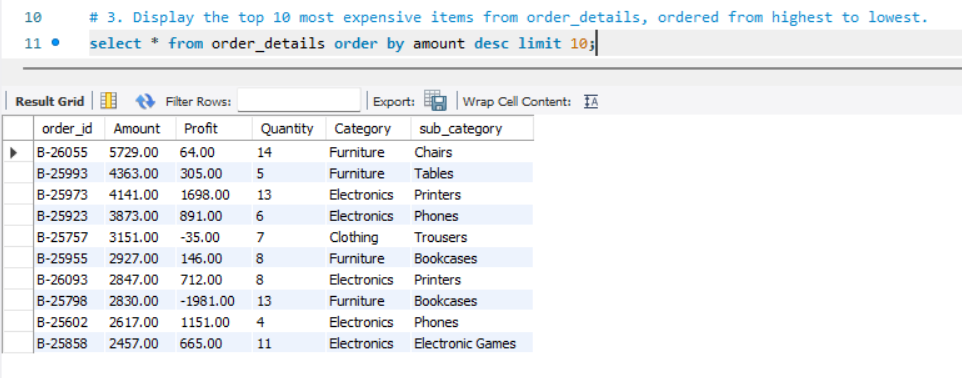 10 # 3. Display the top 10 most expensive items from order_details, ordered from highest to lowest.
11 select * from order_details order by amount desc limit 10;
Result Grid Filter Rows: Export: Wrap Cell Content: IA
order_id Amount Profit Quantity Category sub_category
B-26055 5729.00 64.00 14 Furniture Chairs
B-25993 4363.00 305.00 5 Furniture Tables
B-25973 4141.00 1698.00 13 Electronics Printers
B-25923 3873.00 891.00 6 Electronics Phones
B-25757 3151.00 -35.00 7 Clothing Trousers
B-25955 2927.00 146.00 8 Furniture Bookcases
B-26093 2847.00 712.00 8 Electronics Printers
B-25798 2830.00 -1981.00 13 Furniture Bookcases
B-25602 2617.00 1151.00 4 Electronics Phones
B-25858 2457.00 665.00 11 Electronics Electronic Games